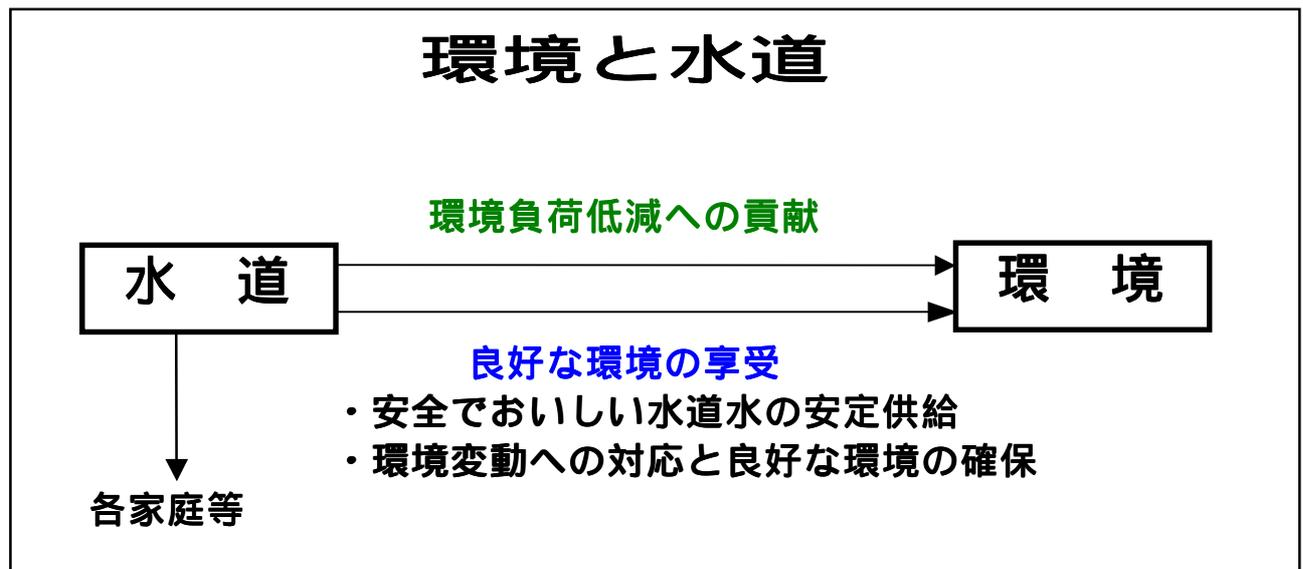 環境と水道
環境負荷低減への貢献
水　道
環　境
良好な環境の享受
・安全でおいしい水道水の安定供給
・環境変動への対応と良好な環境の確保
各家庭等